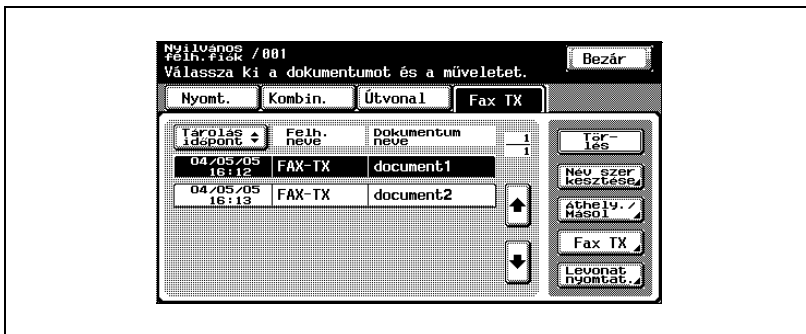 Nyilvános
felh.fiók /001
Bezár
Válassza ki a dokumentumot és a műveletet.
Nyomt. Kombin. Útvonal Fax TX
Tárolás időpont Felh. neve Dokumentum neve 1/1
04/05/05 16:12 FAX-TX document1
04/05/05 16:13 FAX-TX document2
Tör-
lés
Név szer
kesztése
Áthely./
Másol
Fax TX
Levonat
nyomtat.